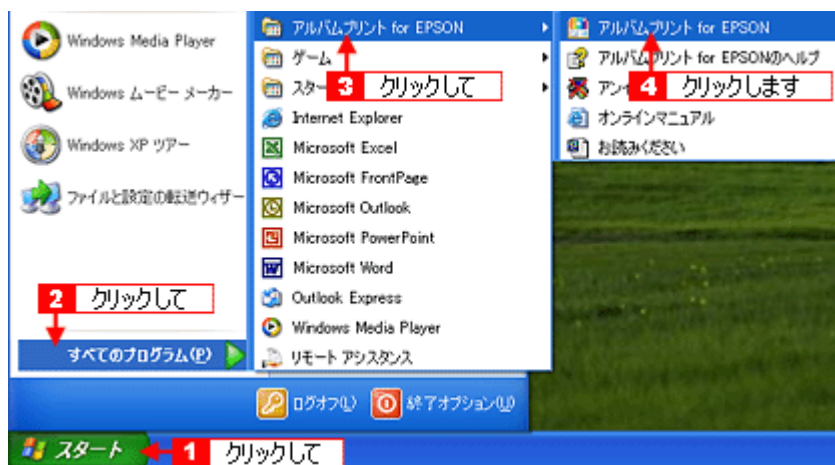 Windows Media Player
Windows ムービー メーカー
Windows XP ツアー
ファイルと設定の転送ウィザー
2 クリックして
すべてのプログラム(P)
アルバムプリント for EPSON
ゲーム
スター
3 クリックして
Internet Explorer
Microsoft Excel
Microsoft FrontPage
Microsoft Outlook
Microsoft PowerPoint
Microsoft Word
Outlook Express
Windows Media Player
リモート アシスタンス
アルバムプリント for EPSON
アルバムプリント for EPSONのヘルプ
アンイ
4 クリックします
オンラインマニュアル
お読みください
ログオフ(L)
終了オプション(U)
スタート
1 クリックして